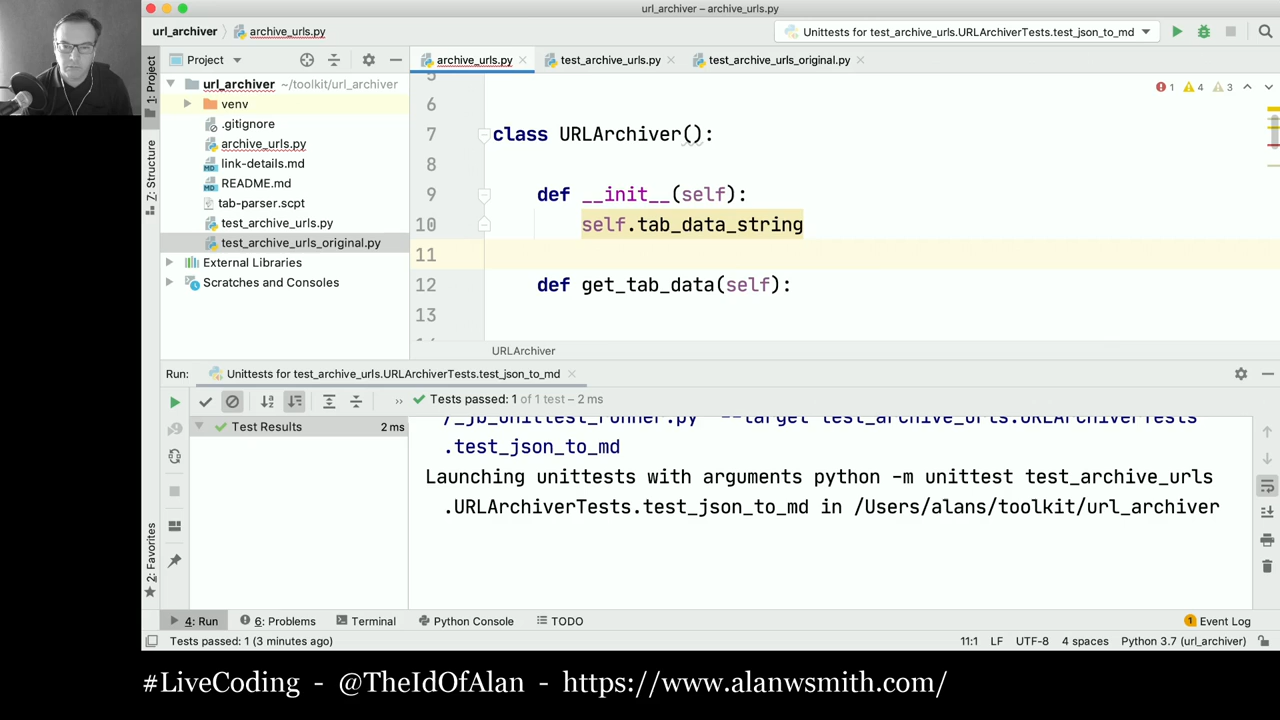 url_archiver – archive_urls.py
url_archiver
archive_urls.py
Unittests for test_archive_urls.URLArchiverTests.test_json_to_md
1: Project
Project
archive_urls.py
test_archive_urls.py
test_archive_urls_original.py
url_archiver ~/toolkit/url_archiver
venv
.gitignore
archive_urls.py
link-details.md
README.md
tab-parser.scpt
test_archive_urls.py
test_archive_urls_original.py
External Libraries
Scratches and Consoles
Z: Structure
5
6
7 class URLArchiver():
8
9 def __init__(self):
10 self.tab_data_string
11
12 def get_tab_data(self):
13
1 4 3
URLArchiver
Run: Unittests for test_archive_urls.URLArchiverTests.test_json_to_md
Tests passed: 1 of 1 test – 2 ms
Test Results 2 ms
/_jb_unittest_runner.py --target test_archive_urls.URLArchiverTests
.test_json_to_md
Launching unittests with arguments python -m unittest test_archive_urls
.URLArchiverTests.test_json_to_md in /Users/alans/toolkit/url_archiver
2: Favorites
4: Run
6: Problems
Terminal
Python Console
TODO
1 Event Log
Tests passed: 1 (3 minutes ago)
11:1 LF UTF-8 4 spaces Python 3.7 (url_archiver)
#LiveCoding - @TheIdOfAlan - https://www.alanwsmith.com/